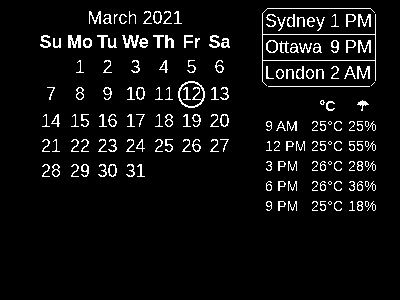 March 2021
Su Mo Tu We Th Fr Sa
1 2 3 4 5 6
7 8 9 10 11 12 13
14 15 16 17 18 19 20
21 22 23 24 25 26 27
28 29 30 31
Sydney 1 PM
Ottawa 9 PM
London 2 AM
°C ☂
9 AM 25°C 25%
12 PM 25°C 55%
3 PM 26°C 28%
6 PM 26°C 36%
9 PM 25°C 18%